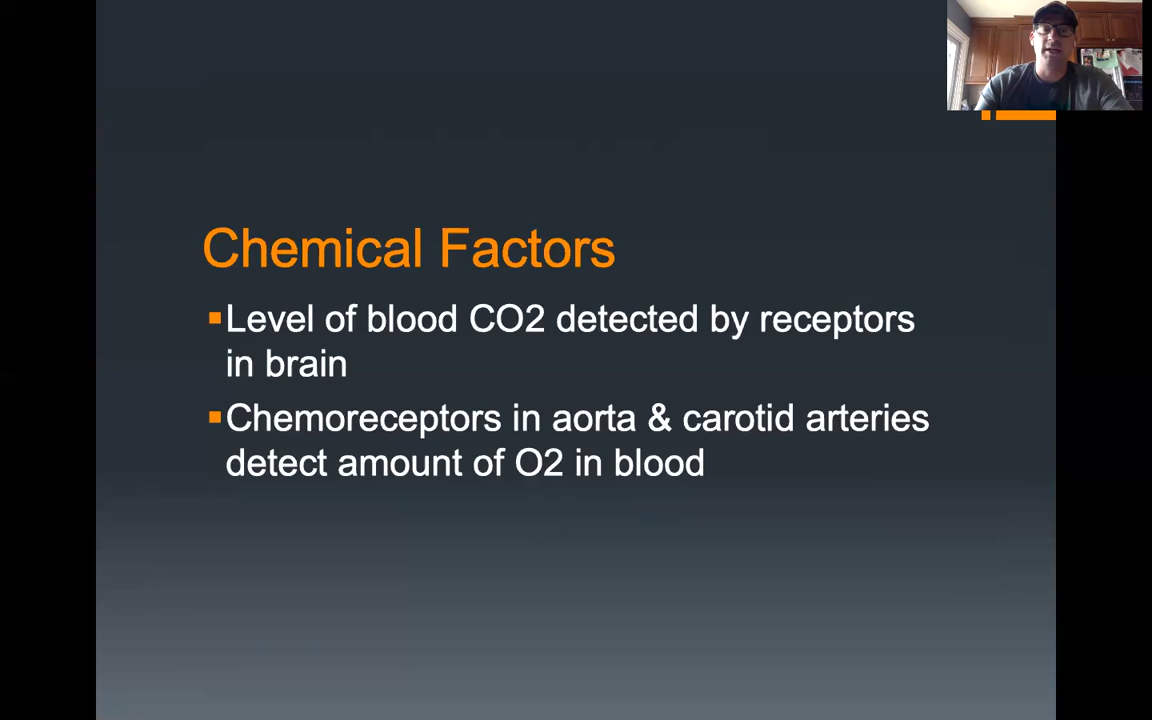 Chemical Factors
Level of blood CO2 detected by receptors
in brain
Chemoreceptors in aorta & carotid arteries
detect amount of O2 in blood